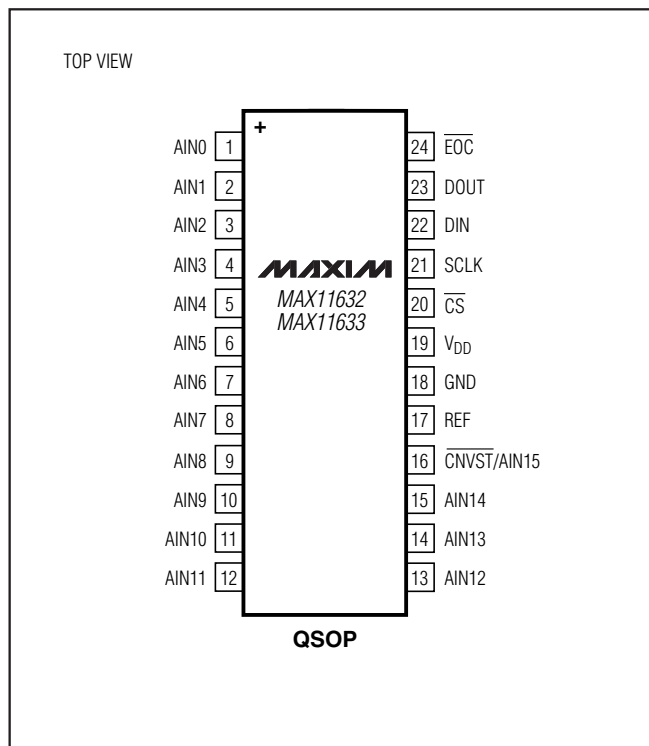 TOP VIEW
+
AIN0 1
AIN1 2
AIN2 3
AIN3 4
AIN4 5
AIN5 6
AIN6 7
AIN7 8
AIN8 9
AIN9 10
AIN10 11
AIN11 12
MAXIM
MAX11632
MAX11633
24 EOC
23 DOUT
22 DIN
21 SCLK
20 CS
19 VDD
18 GND
17 REF
16 CNVST/AIN15
15 AIN14
14 AIN13
13 AIN12
QSOP